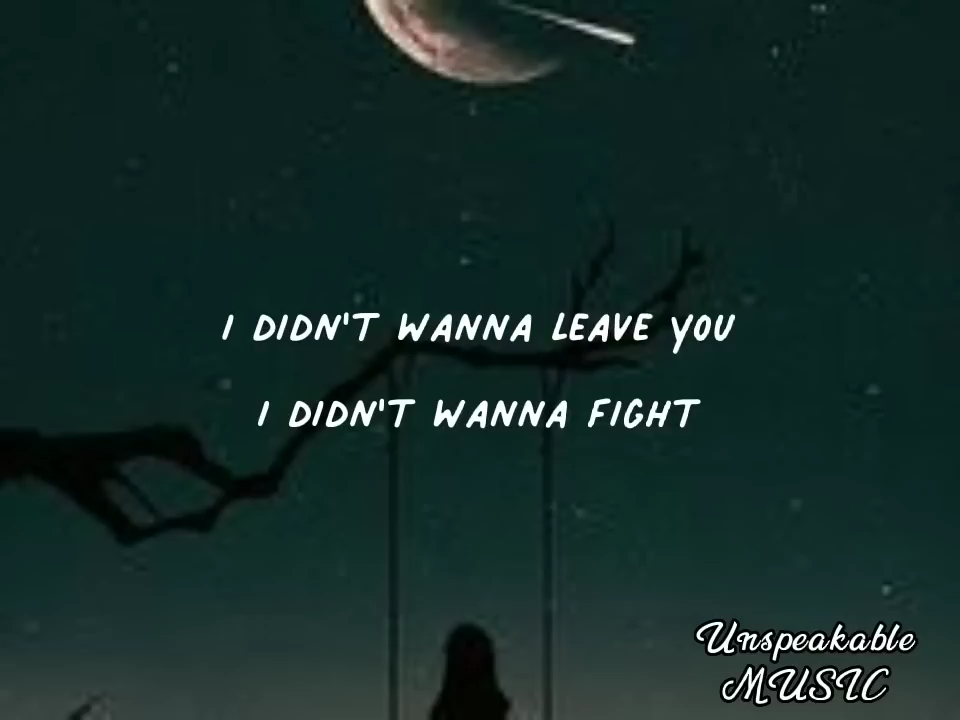 I DIDN'T WANNA LEAVE YOU
I DIDN'T WANNA FIGHT
Unspeakable
MUSIC